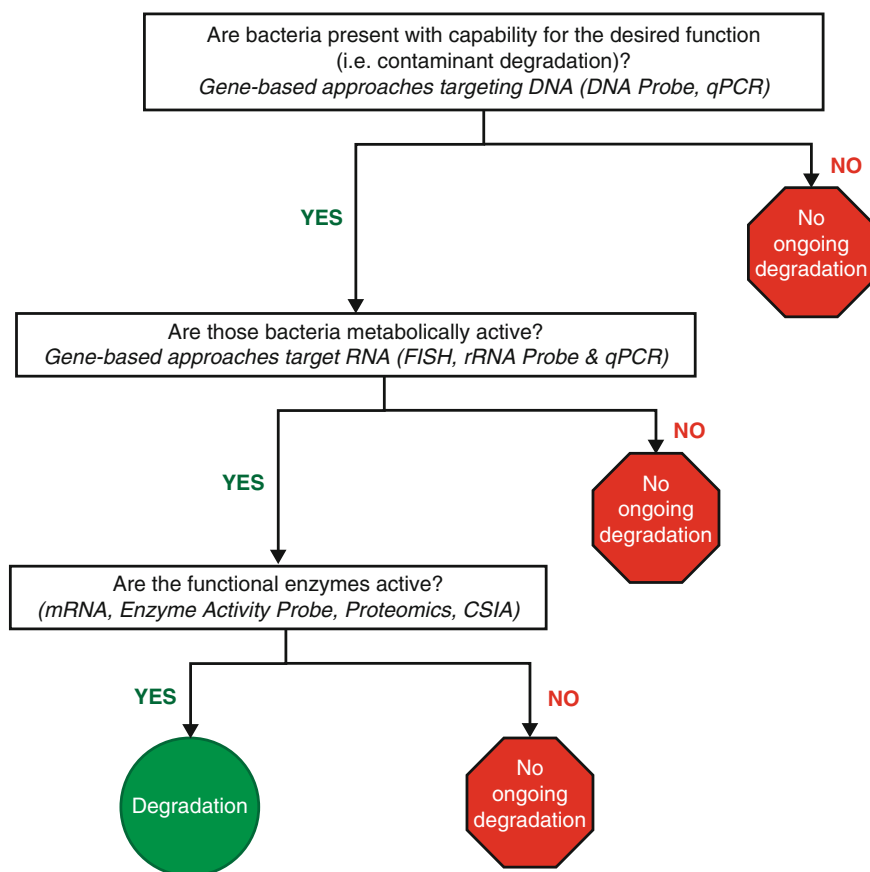 Are bacteria present with capability for the desired function
(i.e. contaminant degradation)?
Gene-based approaches targeting DNA (DNA Probe, qPCR)
NO
YES
No
ongoing
degradation
Are those bacteria metabolically active?
Gene-based approaches target RNA (FISH, rRNA Probe & qPCR)
NO
YES
No
ongoing
degradation
Are the functional enzymes active?
(mRNA, Enzyme Activity Probe, Proteomics, CSIA)
YES
NO
Degradation
No
ongoing
degradation